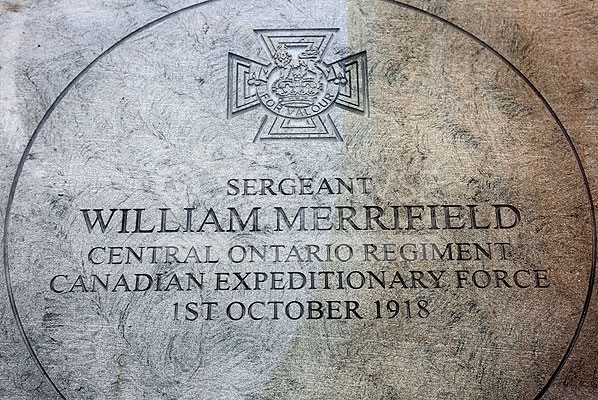 FOR VALOUR
SERGEANT
WILLIAM MERRIFIELD
CENTRAL ONTARIO REGIMENT
CANADIAN EXPEDITIONARY FORCE
1ST OCTOBER 1918